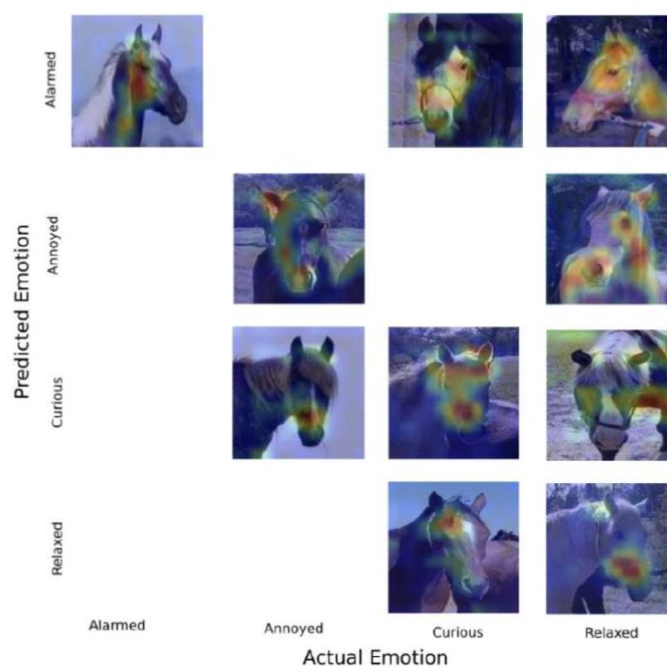 Predicted Emotion
Alarmed
Annoyed
Curious
Relaxed
Alarmed
Annoyed
Curious
Relaxed
Actual Emotion